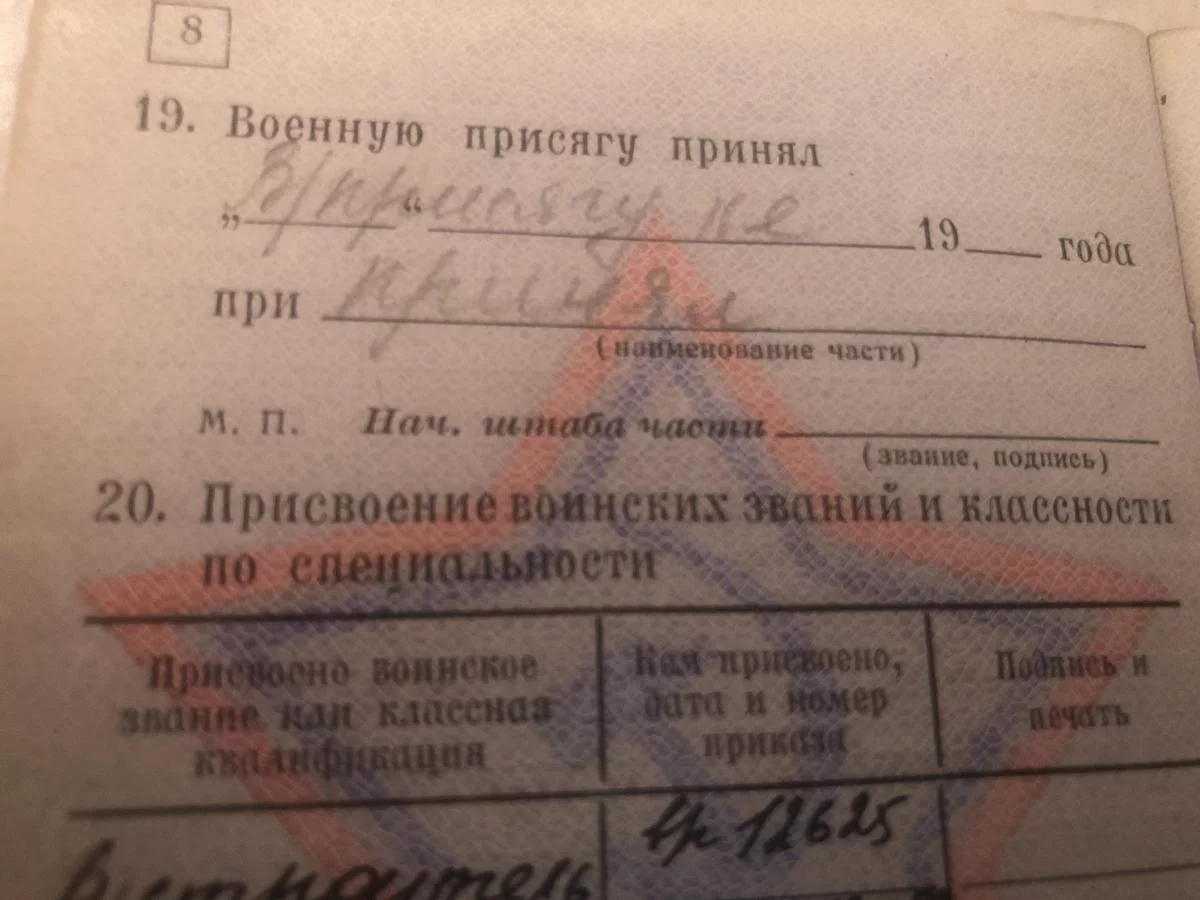 8
19. Военную присягу принял
„ В/присягу “ не 19 года
при принял
(наименование части)
М. П. Нач. штаба части
(звание, подпись)
20. Присвоение воинских званий и классности
по специальности
Присвоено воинское звание или классная квалификация
Кем присвоено, дата и номер приказа
Подпись и печать
12625
строитель